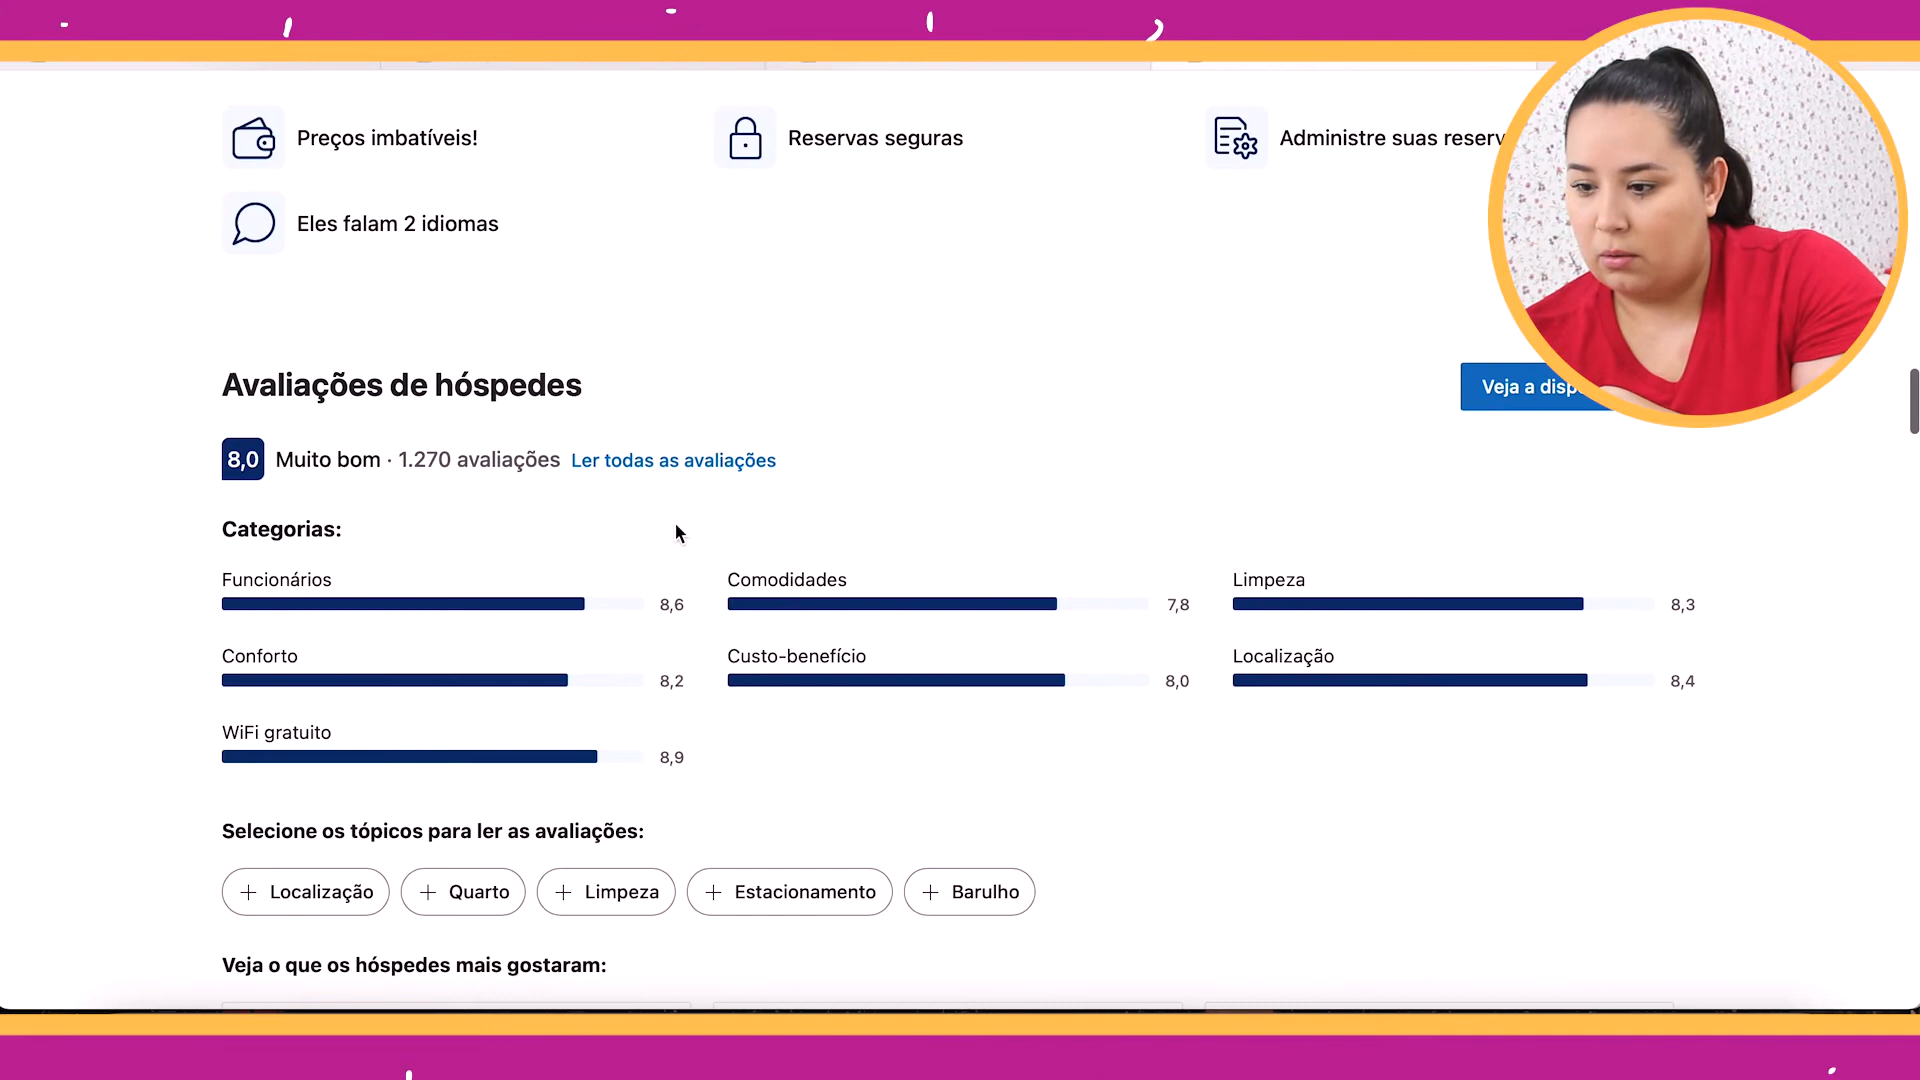 Preços imbatíveis!
Reservas seguras
Administre suas reserv
Eles falam 2 idiomas
Avaliações de hóspedes
Veja a disp
8,0 Muito bom · 1.270 avaliações Ler todas as avaliações
Categorias:
Funcionários
8,6
Comodidades
7,8
Limpeza
8,3
Conforto
8,2
Custo-benefício
8,0
Localização
8,4
WiFi gratuito
8,9
Selecione os tópicos para ler as avaliações:
+ Localização
+ Quarto
+ Limpeza
+ Estacionamento
+ Barulho
Veja o que os hóspedes mais gostaram: